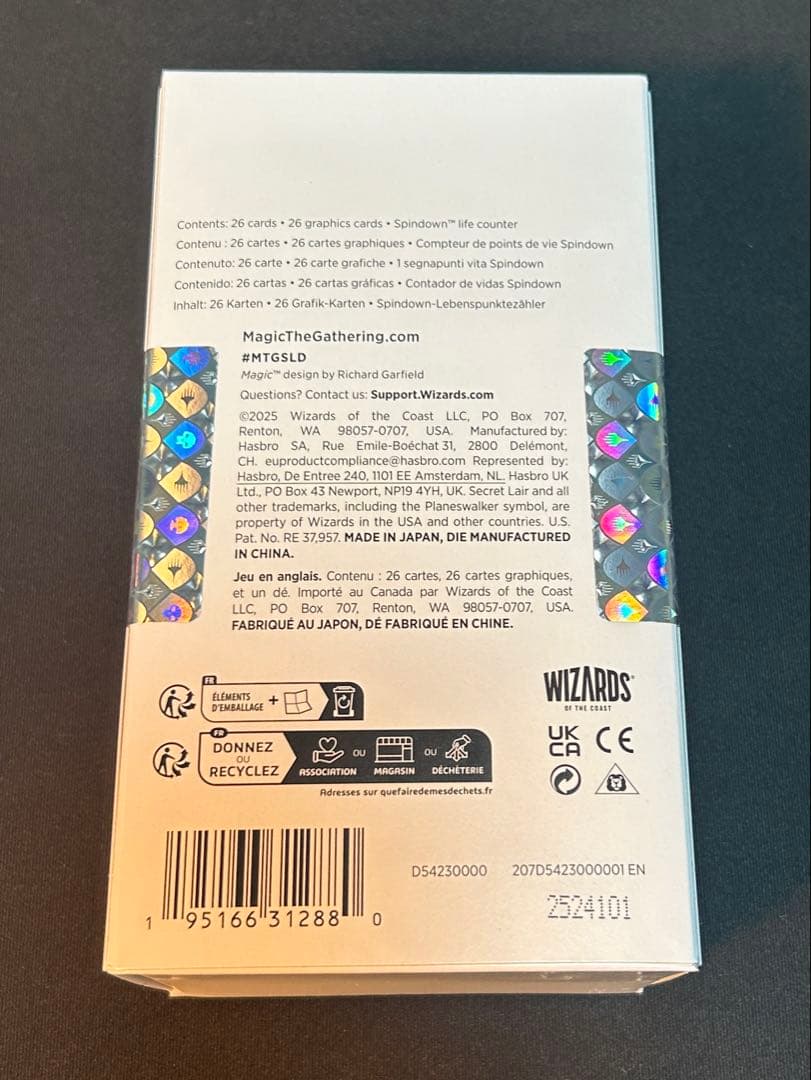 Contents: 26 cards • 26 graphics cards • Spindown™ life counter
Contenu : 26 cartes • 26 cartes graphiques • Compteur de points de vie Spindown
Contenuto: 26 carte • 26 carte grafiche • 1 segnapunti vita Spindown
Contenido: 26 cartas • 26 cartas gráficas • Contador de vidas Spindown
Inhalt: 26 Karten • 26 Grafik-Karten • Spindown-Lebenspunktezähler
MagicTheGathering.com
#MTGSLD
Magic™ design by Richard Garfield
Questions? Contact us: Support.Wizards.com
©2025 Wizards of the Coast LLC, PO Box 707,
Renton, WA 98057-0707, USA. Manufactured by:
Hasbro SA, Rue Emile-Boéchat 31, 2800 Delémont,
CH. euproductcompliance@hasbro.com Represented by:
Hasbro, De Entree 240, 1101 EE Amsterdam, NL. Hasbro UK
Ltd., PO Box 43 Newport, NP19 4YH, UK. Secret Lair and all
other trademarks, including the Planeswalker symbol, are
property of Wizards in the USA and other countries. U.S.
Pat. No. RE 37,957. MADE IN JAPAN, DIE MANUFACTURED
IN CHINA.
Jeu en anglais. Contenu : 26 cartes, 26 cartes graphiques,
et un dé. Importé au Canada par Wizards of the Coast
LLC, PO Box 707, Renton, WA 98057-0707, USA.
FABRIQUÉ AU JAPON, DÉ FABRIQUÉ EN CHINE.
FR
ÉLÉMENTS
D'EMBALLAGE +
FR
DONNEZ
OU
RECYCLEZ
ASSOCIATION OU MAGASIN OU DÉCHÈTERIE
Adresses sur quefairedemesdechets.fr
WIZARDS®
OF THE COAST
UK
CA CE
D54230000 207D5423000001 EN
2524101
1 95166 31288 0